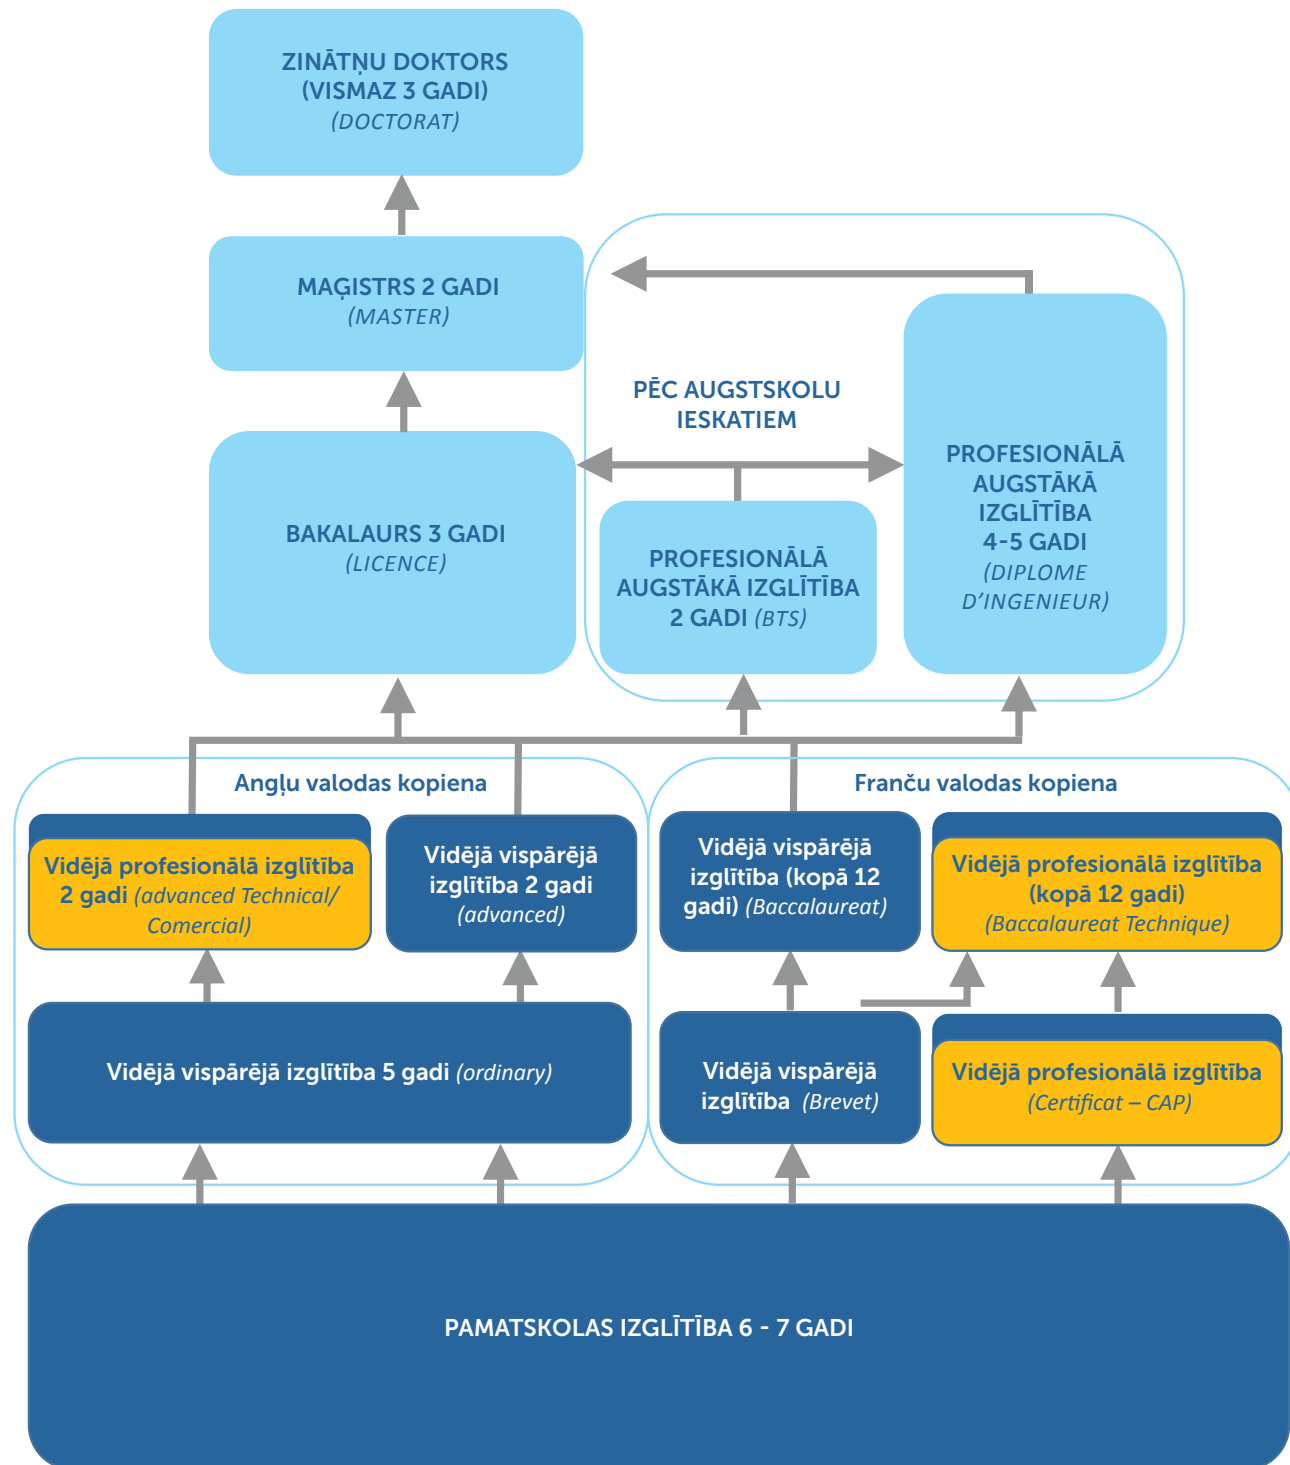 ZINĀTŅU DOKTORS
(VISMAZ 3 GADI)
(DOCTORAT)
MAĢISTRS 2 GADI
(MASTER)
PĒC AUGSTSKOLU
IESKATIEM
BAKALAURS 3 GADI
(LICENCE)
PROFESIONĀLĀ
AUGSTĀKĀ IZGLĪTĪBA
2 GADI (BTS)
PROFESIONĀLĀ
AUGSTĀKĀ
IZGLĪTĪBA
4-5 GADI
(DIPLOME
D’INGENIEUR)
Angļu valodas kopiena
Vidējā profesionālā izglītība
2 gadi (advanced Technical/
Comercial)
Vidējā vispārējā
izglītība 2 gadi
(advanced)
Vidējā vispārējā izglītība 5 gadi (ordinary)
Franču valodas kopiena
Vidējā vispārējā
izglītība (kopā 12
gadi) (Baccalaureat)
Vidējā profesionālā izglītība
(kopā 12 gadi)
(Baccalaureat Technique)
Vidējā vispārējā
izglītība (Brevet)
Vidējā profesionālā izglītība
(Certificat – CAP)
PAMATSKOLAS IZGLĪTĪBA 6 - 7 GADI